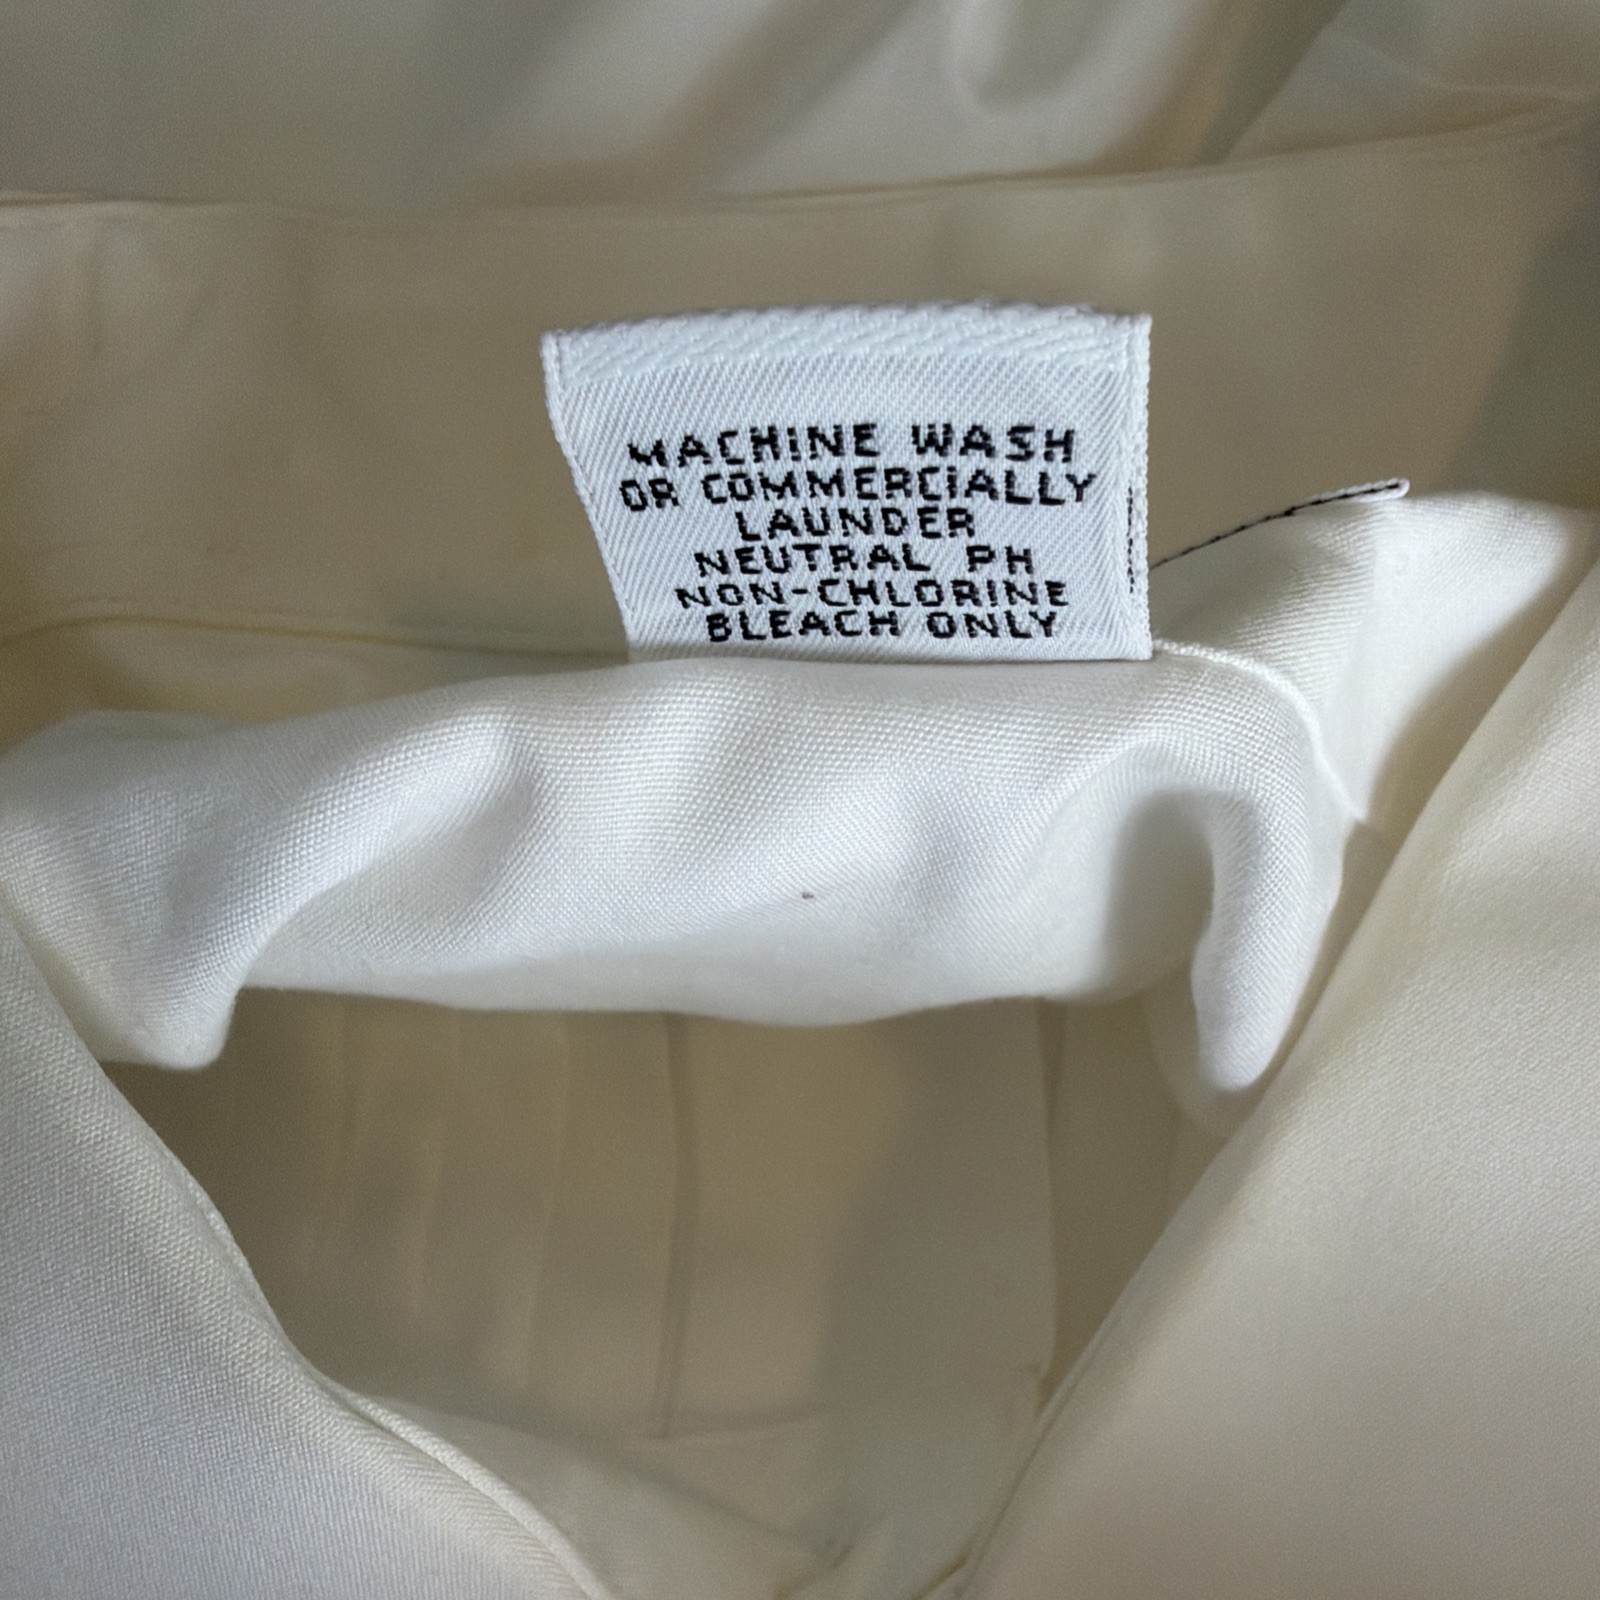 MACHINE WASH
OR COMMERCIALLY
LAUNDER
NEUTRAL PH
NON-CHLORINE
BLEACH ONLY